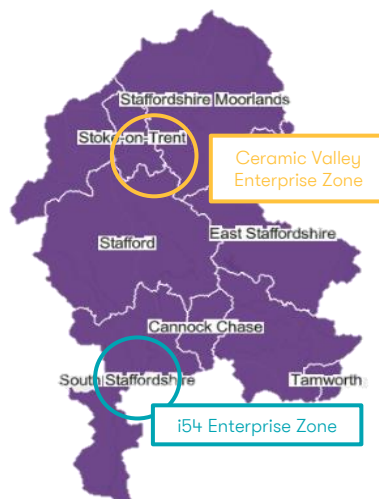 Staffordshire Moorlands
Stoke-on-Trent
Ceramic Valley
Enterprise Zone
Stafford
East Staffordshire
Cannock Chase
South Staffordshire
Tamworth
i54 Enterprise Zone